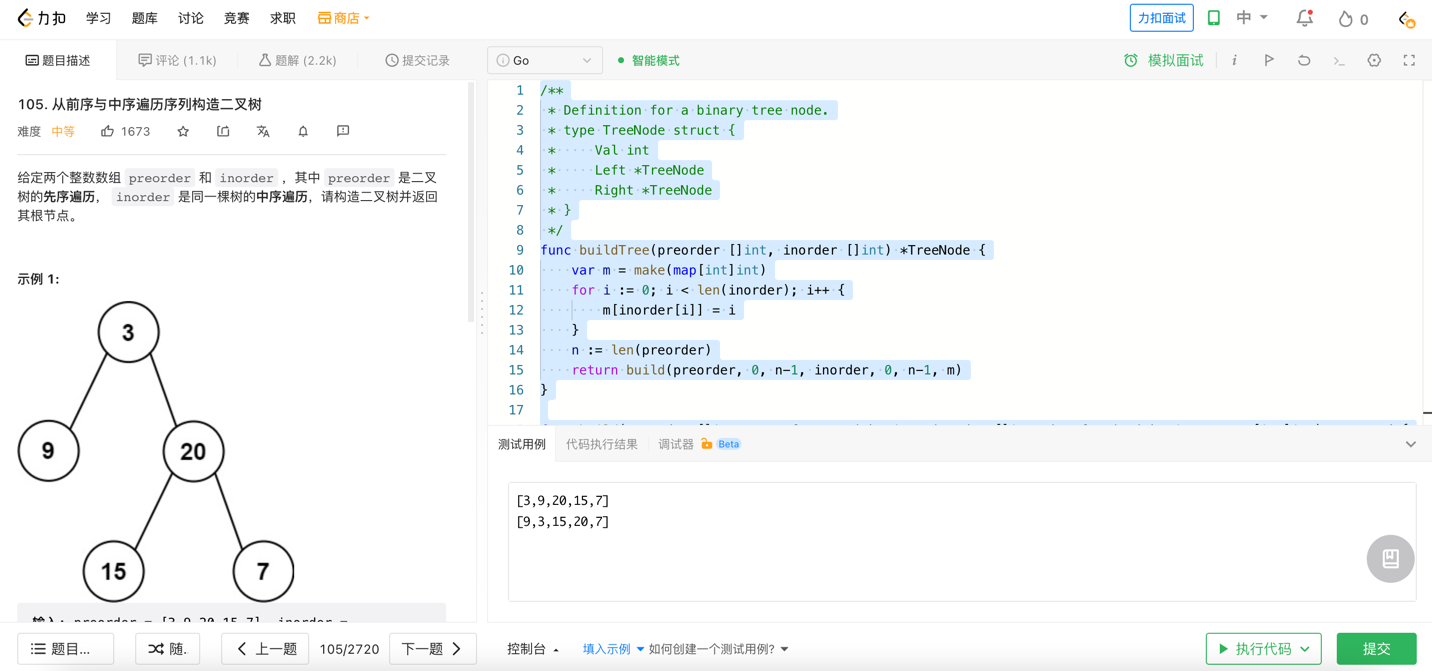 力扣 学习 题库 讨论 竞赛 求职 商店 力扣面试 中 0
题目描述 评论 (1.1k) 题解 (2.2k) 提交记录
105. 从前序与中序遍历序列构造二叉树
难度 中等 1673
给定两个整数数组 preorder 和 inorder ，其中 preorder 是二叉
树的先序遍历， inorder 是同一棵树的中序遍历，请构造二叉树并返回
其根节点。
示例 1:
3
9
20
15
7
输入: preorder = [3,9,20,15,7], inorder =
Go 智能模式 模拟面试
1 /**
2 * Definition for a binary tree node.
3 * type TreeNode struct {
4 * Val int
5 * Left *TreeNode
6 * Right *TreeNode
7 * }
8 */
9 func buildTree(preorder []int, inorder []int) *TreeNode {
10 var m = make(map[int]int)
11 for i := 0; i < len(inorder); i++ {
12 m[inorder[i]] = i
13 }
14 n := len(preorder)
15 return build(preorder, 0, n-1, inorder, 0, n-1, m)
16 }
17
测试用例 代码执行结果 调试器 Beta
[3,9,20,15,7]
[9,3,15,20,7]
题目... 随. 上一题 105/2720 下一题 控制台 填入示例 如何创建一个测试用例? 执行代码 提交